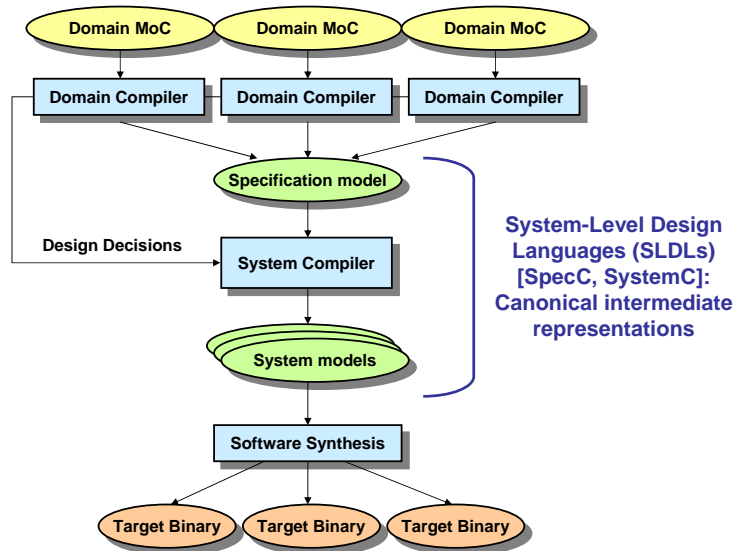 Domain MoC
Domain MoC
Domain MoC
Domain Compiler
Domain Compiler
Domain Compiler
Specification model
Design Decisions
System Compiler
System models
Software Synthesis
Target Binary
Target Binary
Target Binary
System-Level Design
Languages (SLDLs)
[SpecC, SystemC]:
Canonical intermediate
representations